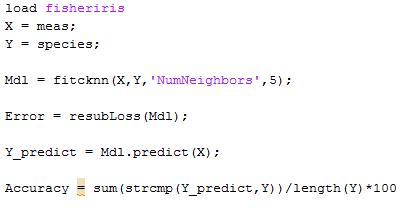 load fisheriris
X = meas;
Y = species;
Mdl = fitcknn(X,Y,'NumNeighbors',5);
Error = resubLoss(Mdl);
Y_predict = Mdl.predict(X);
Accuracy = sum(strcmp(Y_predict,Y))/length(Y)*100